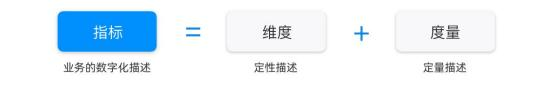 指标 = 维度 + 度量
业务的数字化描述 定性描述 定量描述